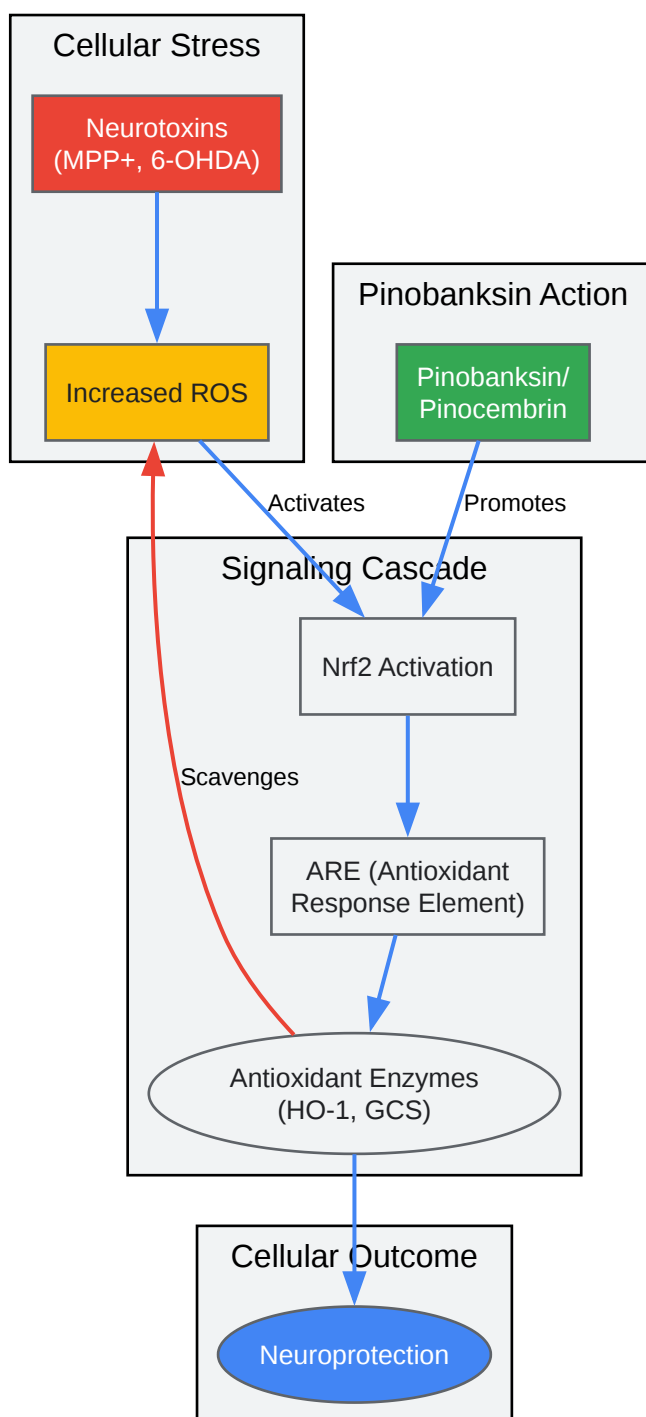 Cellular Stress
Neurotoxins
(MPP+, 6-OHDA)
Increased ROS
Pinobanksin Action
Pinobanksin/
Pinocembrin
Activates
Promotes
Signaling Cascade
Nrf2 Activation
Scavenges
ARE (Antioxidant
Response Element)
Antioxidant Enzymes
(HO-1, GCS)
Cellular Outcome
Neuroprotection